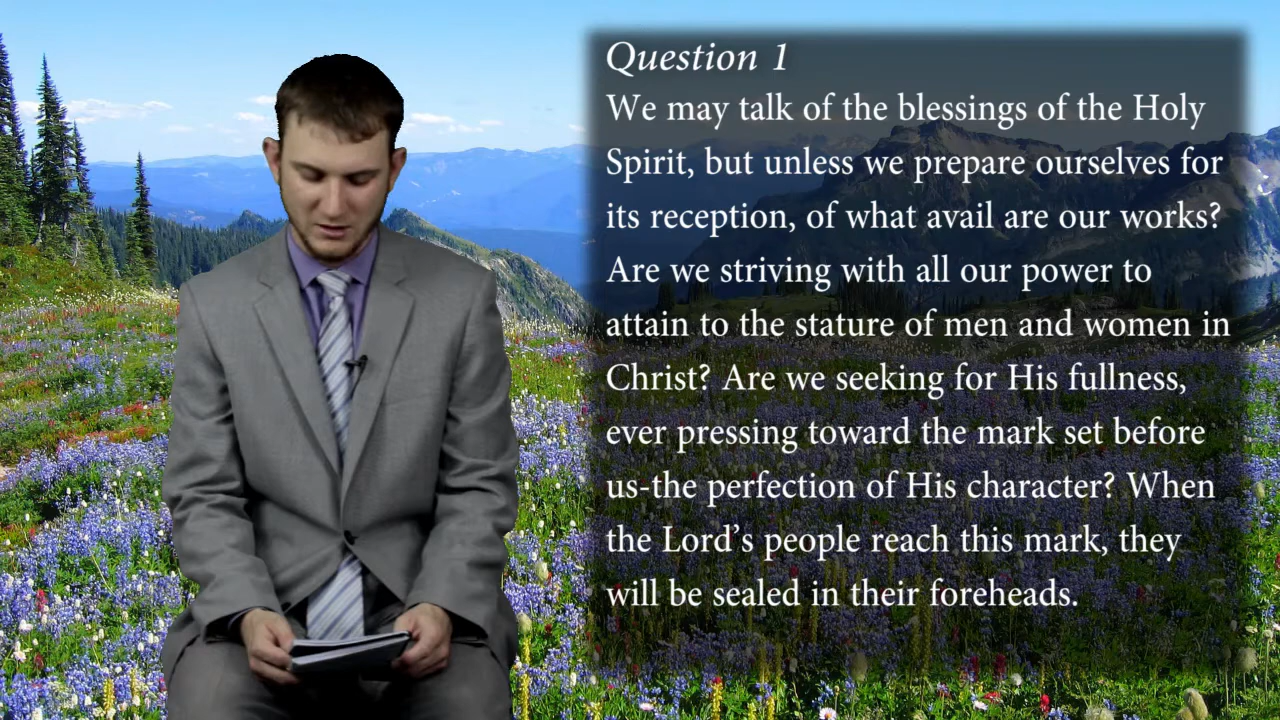 Question 1
We may talk of the blessings of the Holy
Spirit, but unless we prepare ourselves for
its reception, of what avail are our works?
Are we striving with all our power to
attain to the stature of men and women in
Christ? Are we seeking for His fullness,
ever pressing toward the mark set before
us-the perfection of His character? When
the Lord's people reach this mark, they
will be sealed in their foreheads.